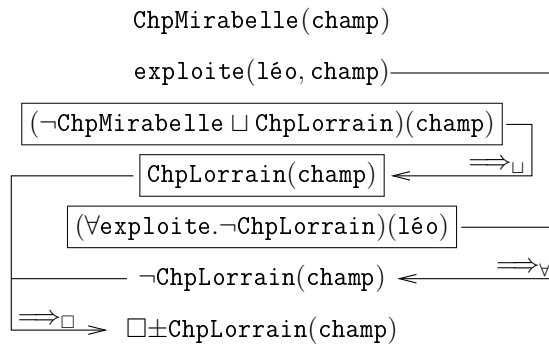 ChpMirabelle(champ)
exploite(léo, champ)
(¬ChpMirabelle ⊔ ChpLorrain)(champ)
⟹⊔
ChpLorrain(champ)
(∀exploite.¬ChpLorrain)(léo)
⟹∀
¬ChpLorrain(champ)
⟹□
□±ChpLorrain(champ)